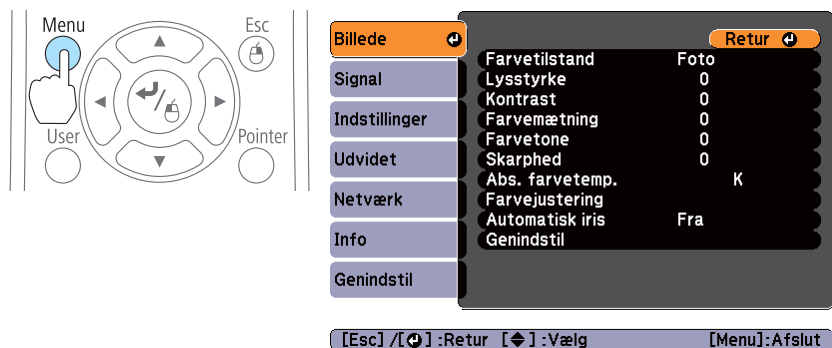 Menu
Esc
User
Pointer
Billede
Signal
Indstillinger
Udvidet
Netværk
Info
Genindstil
Retur
Farvetilstand Foto
Lysstyrke 0
Kontrast 0
Farvemætning 0
Farvetone 0
Skarphed 0
Abs. farvetemp. K
Farvejustering
Automatisk iris Fra
Genindstil
[Esc] /[ ] :Retur [ ] :Vælg [Menu]:Afslut